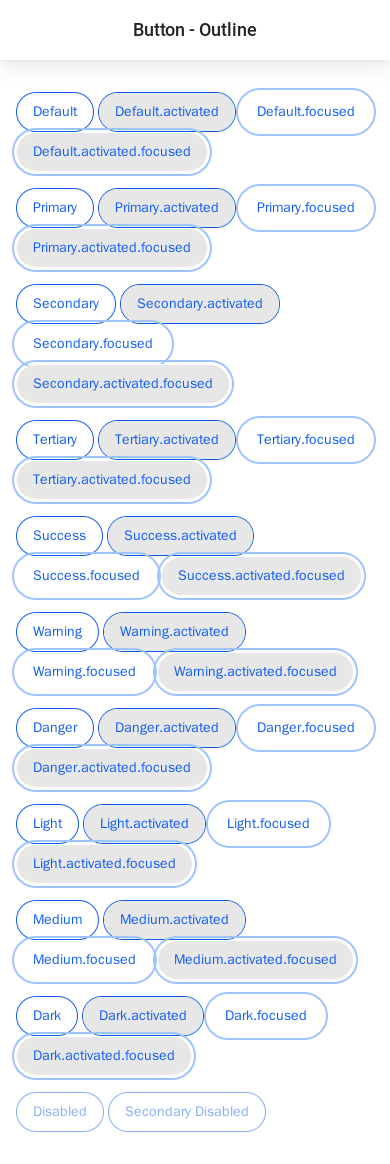 Button - Outline
Default Default.activated Default.focused
Default.activated.focused
Primary Primary.activated Primary.focused
Primary.activated.focused
Secondary Secondary.activated
Secondary.focused
Secondary.activated.focused
Tertiary Tertiary.activated Tertiary.focused
Tertiary.activated.focused
Success Success.activated
Success.focused Success.activated.focused
Warning Warning.activated
Warning.focused Warning.activated.focused
Danger Danger.activated Danger.focused
Danger.activated.focused
Light Light.activated Light.focused
Light.activated.focused
Medium Medium.activated
Medium.focused Medium.activated.focused
Dark Dark.activated Dark.focused
Dark.activated.focused
Disabled Secondary Disabled